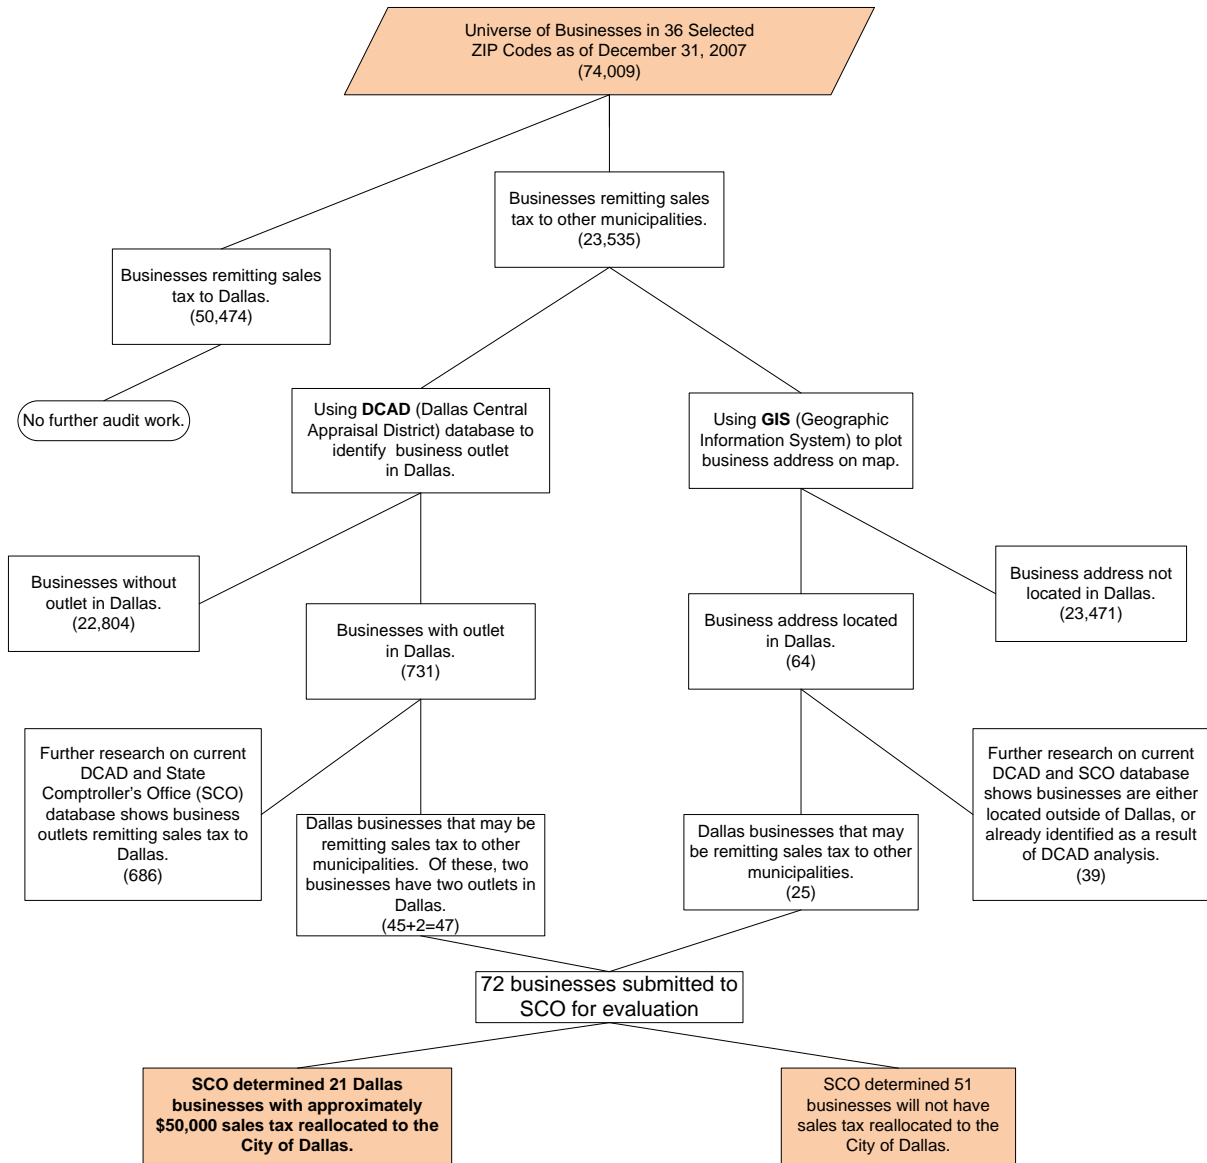 Universe of Businesses in 36 Selected
ZIP Codes as of December 31, 2007
(74,009)
Businesses remitting sales
tax to other municipalities.
(23,535)
Businesses remitting sales
tax to Dallas.
(50,474)
No further audit work.
Using DCAD (Dallas Central
Appraisal District) database to
identify business outlet
in Dallas.
Using GIS (Geographic
Information System) to plot
business address on map.
Businesses without
outlet in Dallas.
(22,804)
Businesses with outlet
in Dallas.
(731)
Business address located
in Dallas.
(64)
Business address not
located in Dallas.
(23,471)
Further research on current
DCAD and State
Comptroller's Office (SCO)
database shows business
outlets remitting sales tax to
Dallas.
(686)
Dallas businesses that may be
remitting sales tax to other
municipalities. Of these, two
businesses have two outlets in
Dallas.
(45+2=47)
Dallas businesses that may
be remitting sales tax to other
municipalities.
(25)
Further research on current
DCAD and SCO database
shows businesses are either
located outside of Dallas, or
already identified as a result
of DCAD analysis.
(39)
72 businesses submitted to
SCO for evaluation
SCO determined 21 Dallas
businesses with approximately
$50,000 sales tax reallocated to the
City of Dallas.
SCO determined 51
businesses will not have
sales tax reallocated to the
City of Dallas.